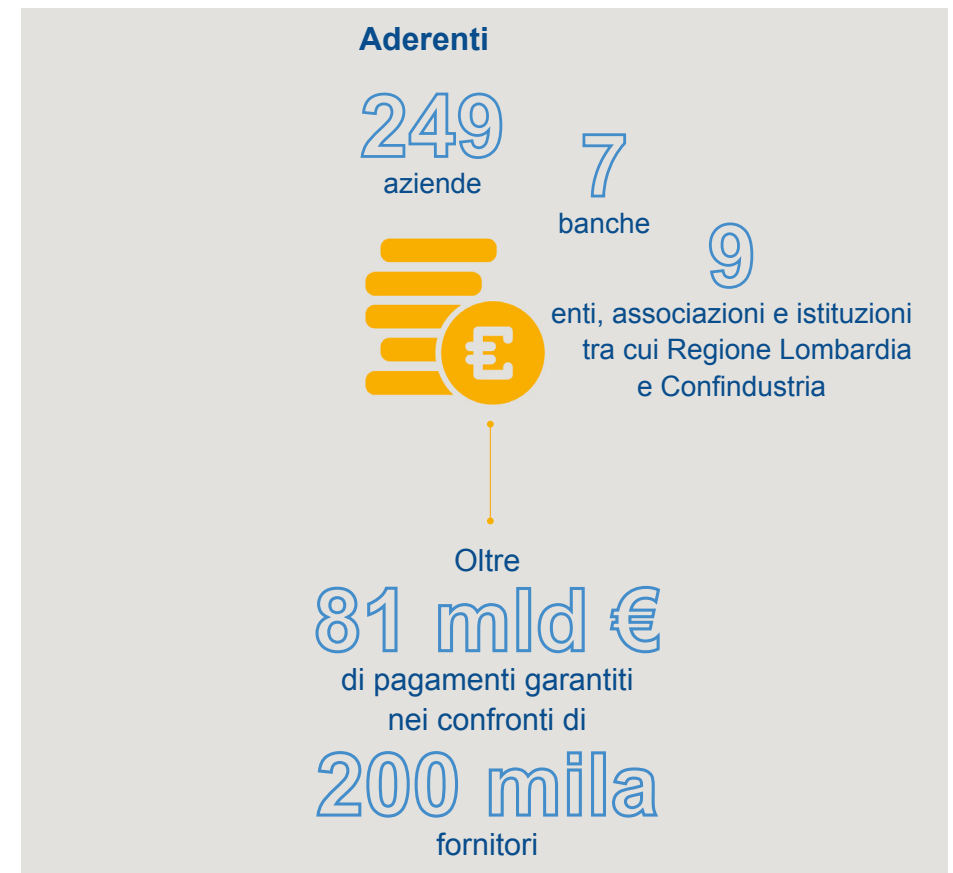 Aderenti
249
aziende
7
banche
9
enti, associazioni e istituzioni
tra cui Regione Lombardia
e Confindustria
€
Oltre
81 mld €
di pagamenti garantiti
nei confronti di
200 mila
fornitori